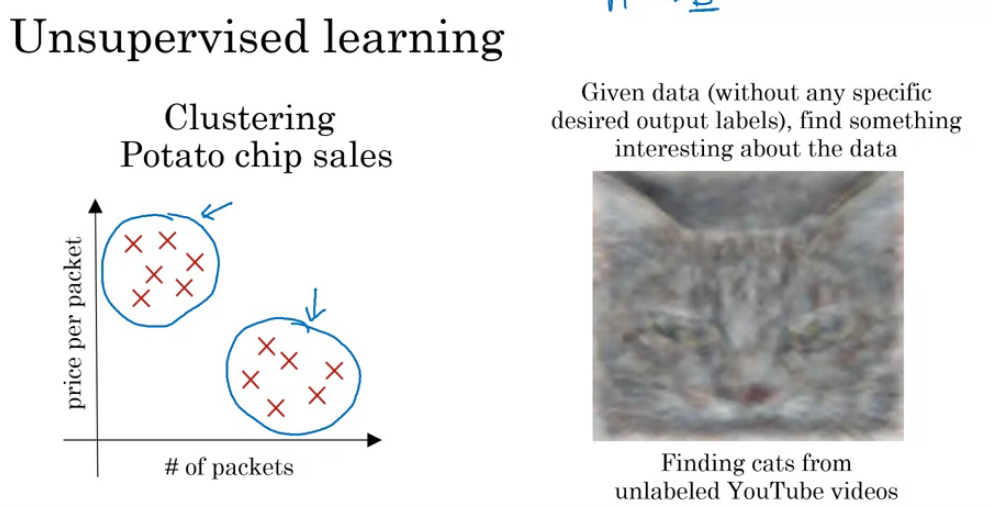 Unsupervised learning
Clustering
Potato chip sales
price per packet
# of packets
Given data (without any specific
desired output labels), find something
interesting about the data
Finding cats from
unlabeled YouTube videos